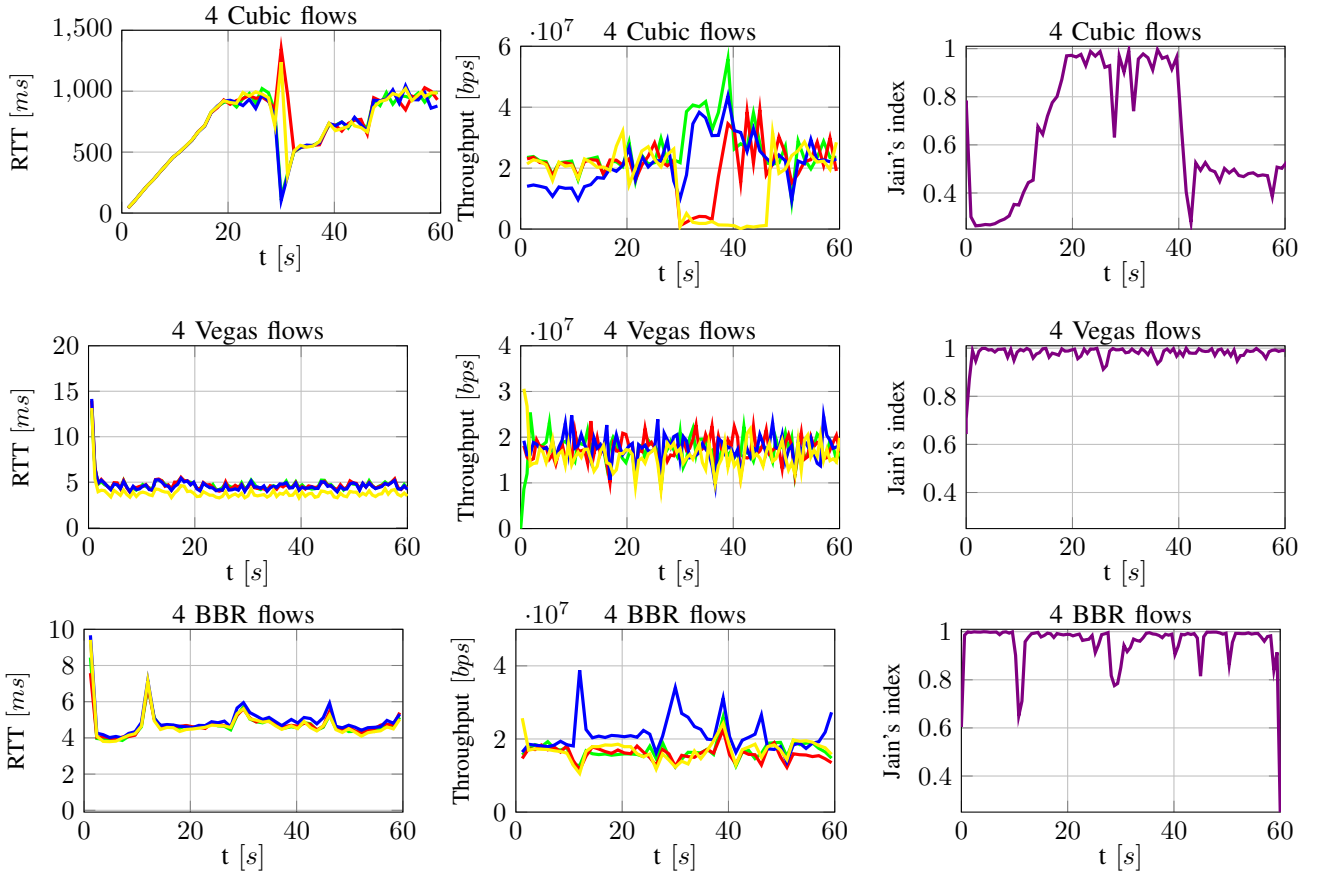 4 Cubic flows
1,500
1,000
500
0
RTT [ms]
0 20 40 60
t [s]
·10⁷ 4 Cubic flows
6
4
2
0
Throughput [bps]
0 20 40 60
t [s]
4 Cubic flows
1
0.8
0.6
0.4
Jain's index
0 20 40 60
t [s]
4 Vegas flows
20
15
10
5
0
RTT [ms]
0 20 40 60
t [s]
·10⁷ 4 Vegas flows
4
3
2
1
0
Throughput [bps]
0 20 40 60
t [s]
4 Vegas flows
1
0.8
0.6
0.4
Jain's index
0 20 40 60
t [s]
4 BBR flows
10
8
6
4
2
0
RTT [ms]
0 20 40 60
t [s]
·10⁷ 4 BBR flows
4
2
0
Throughput [bps]
0 20 40 60
t [s]
4 BBR flows
1
0.8
0.6
0.4
Jain's index
0 20 40 60
t [s]